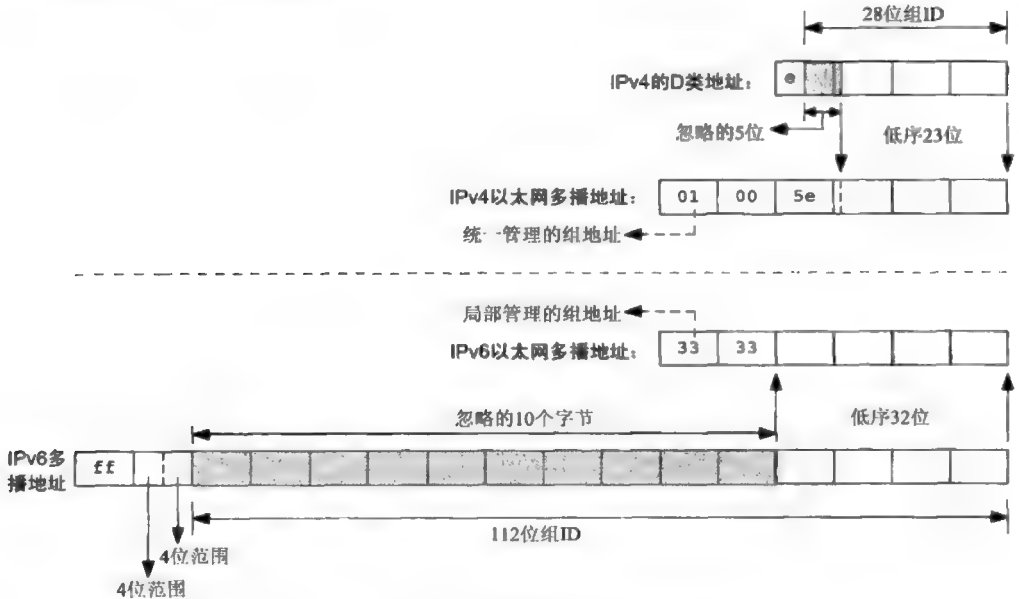 28位组ID
IPv4的D类地址:
e
忽略的5位
低序23位
IPv4以太网多播地址:
01 00 5e
统一管理的组地址
局部管理的组地址
IPv6以太网多播地址:
33 33
忽略的10个字节
低序32位
IPv6多
播地址
ff
112位组ID
4位范围
4位范围